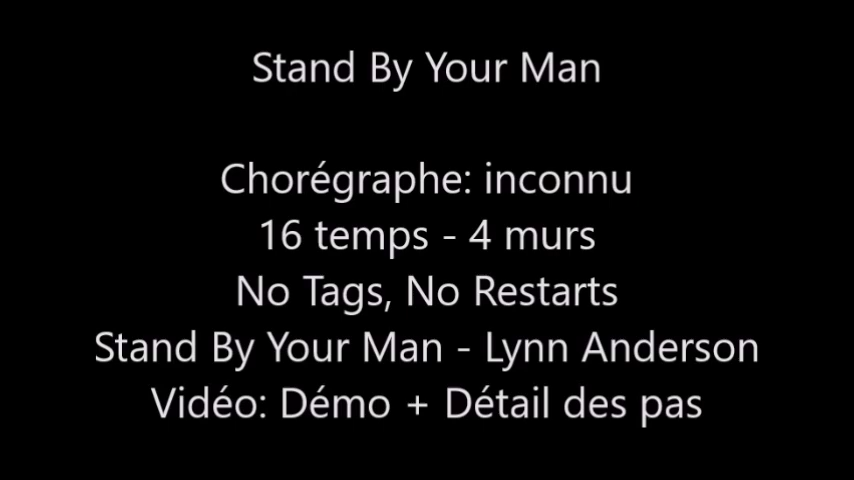 Stand By Your Man
Chorégraphe: inconnu
16 temps - 4 murs
No Tags, No Restarts
Stand By Your Man - Lynn Anderson
Vidéo: Démo + Détail des pas